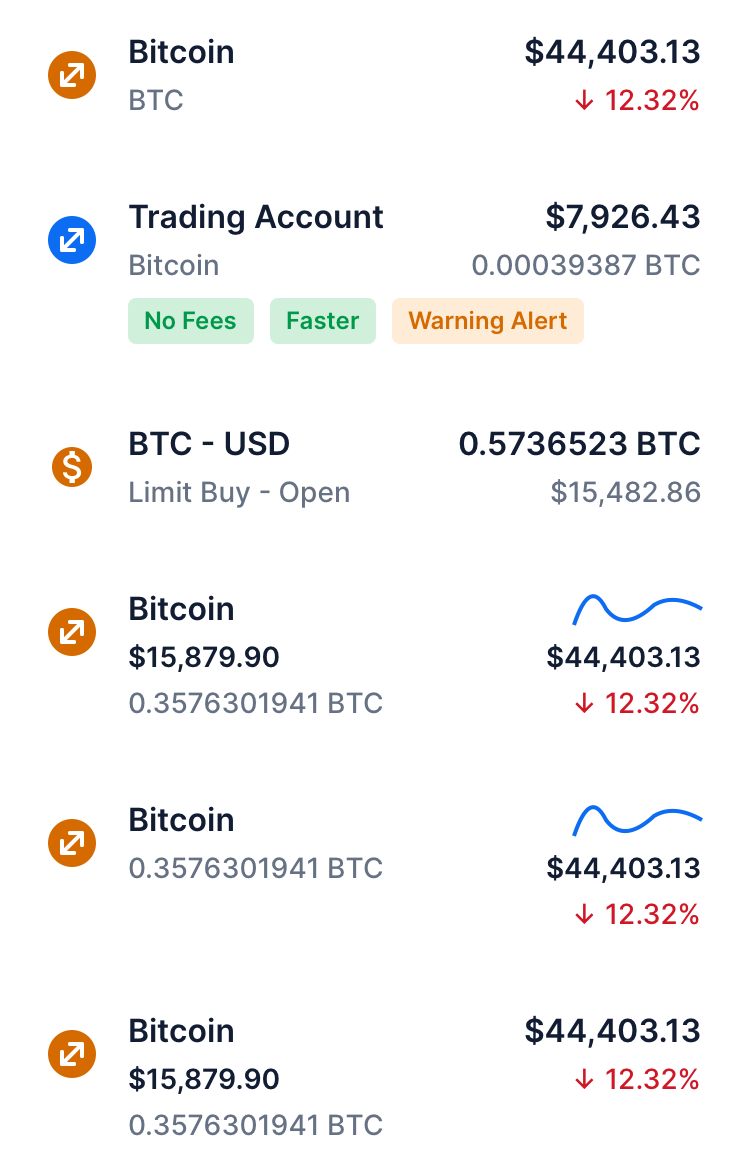 Bitcoin $44,403.13
BTC ↓ 12.32%
Trading Account $7,926.43
Bitcoin 0.00039387 BTC
No Fees Faster Warning Alert
BTC - USD 0.5736523 BTC
$ Limit Buy - Open $15,482.86
Bitcoin
$15,879.90 $44,403.13
0.3576301941 BTC ↓ 12.32%
Bitcoin
0.3576301941 BTC $44,403.13
↓ 12.32%
Bitcoin $44,403.13
$15,879.90 ↓ 12.32%
0.3576301941 BTC